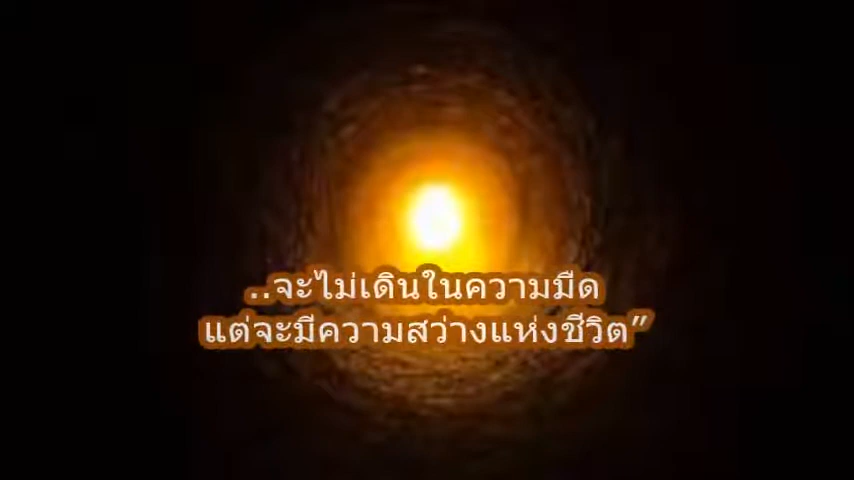 ..จะไม่เดินในความมืด
แต่จะมีความสว่างแห่งชีวิต”